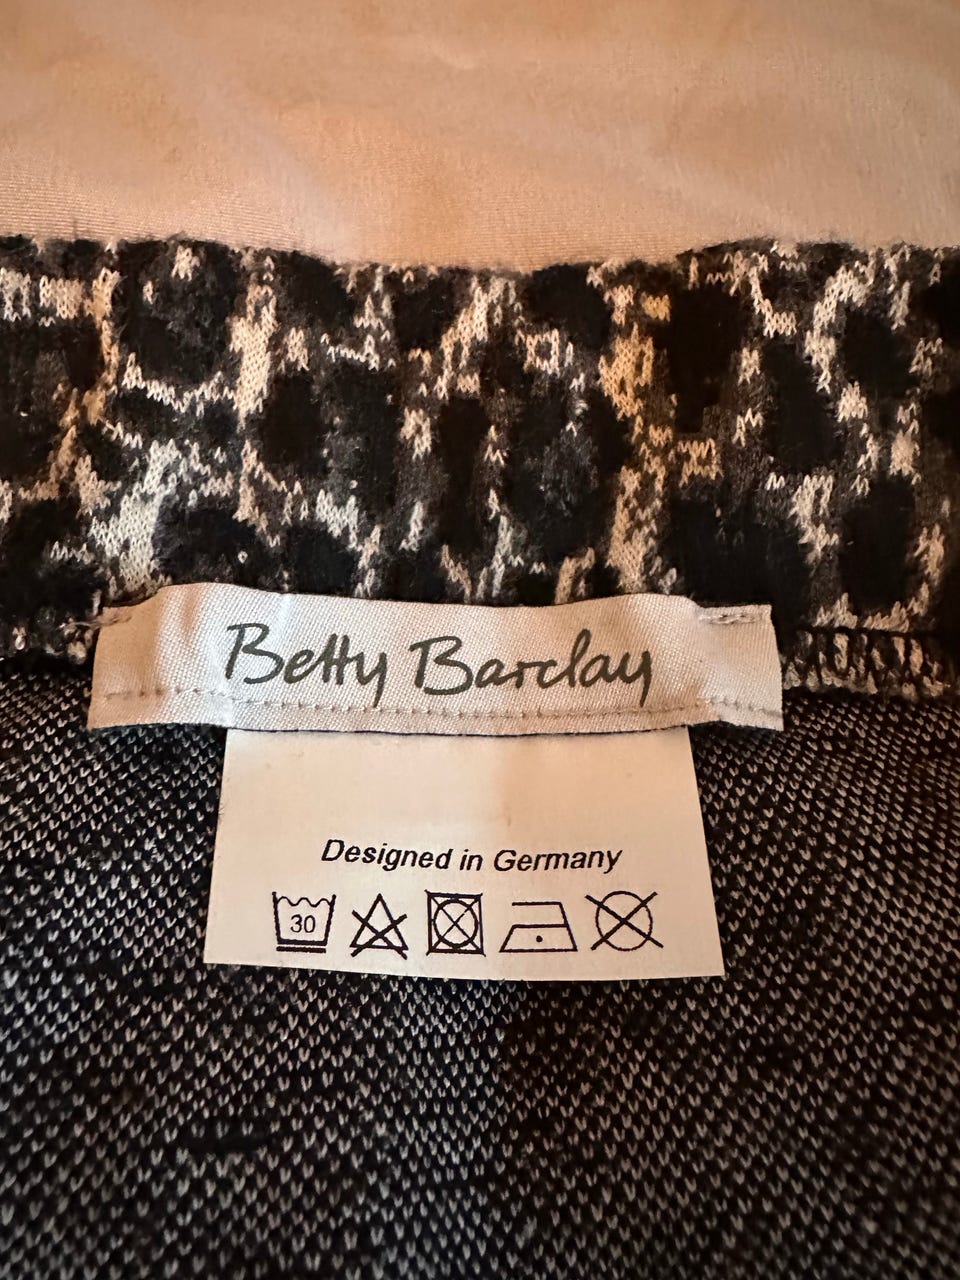 Betty Barclay
Designed in Germany
30